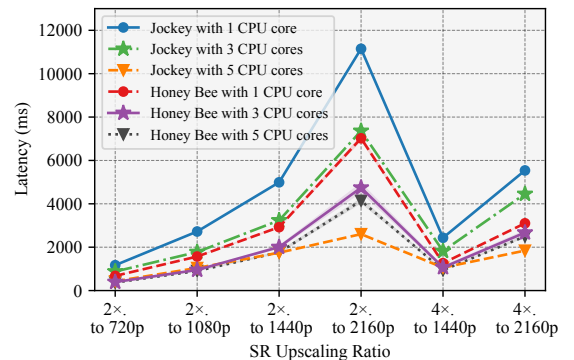 12000
10000
8000
6000
4000
2000
0
Latency (ms)
Jockey with 1 CPU core
Jockey with 3 CPU cores
Jockey with 5 CPU cores
Honey Bee with 1 CPU core
Honey Bee with 3 CPU cores
Honey Bee with 5 CPU cores
2×. 2×. 2×. 2×. 4×. 4×.
to 720p to 1080p to 1440p to 2160p to 1440p to 2160p
SR Upscaling Ratio